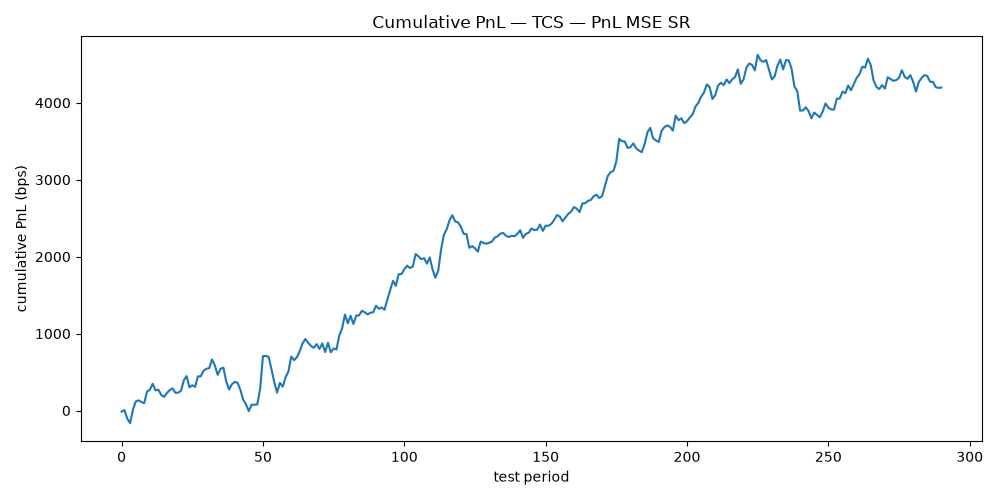 Cumulative PnL — TCS — PnL MSE SR
cumulative PnL (bps)
4000
3000
2000
1000
0
0 50 100 150 200 250 300
test period